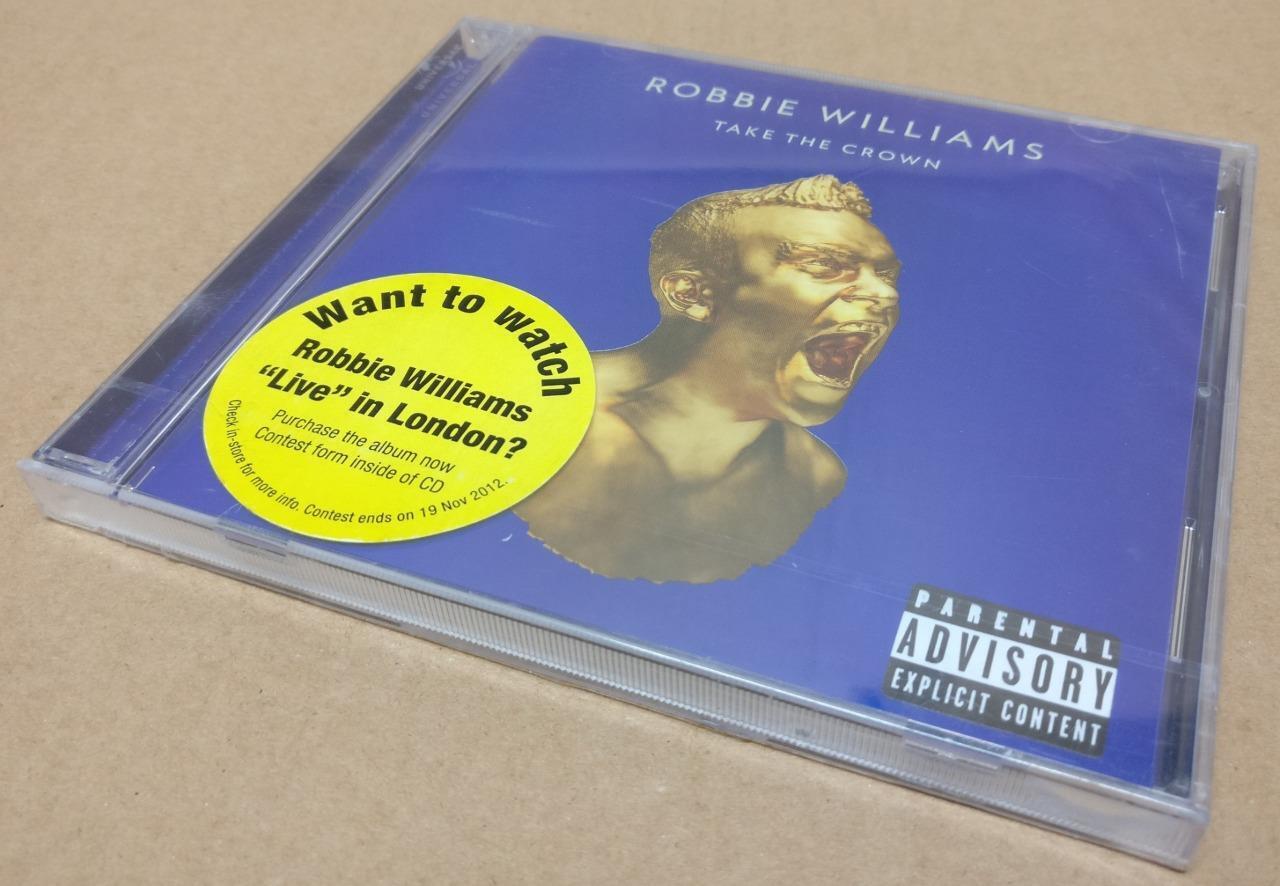 ROBBIE WILLIAMS
TAKE THE CROWN
Want to watch
Robbie Williams
“Live” in London?
Purchase the album now
Contest form inside of CD
Check in-store for more info. Contest ends on 19 Nov 2012.
PARENTAL
ADVISORY
EXPLICIT CONTENT
UNIVERSAL